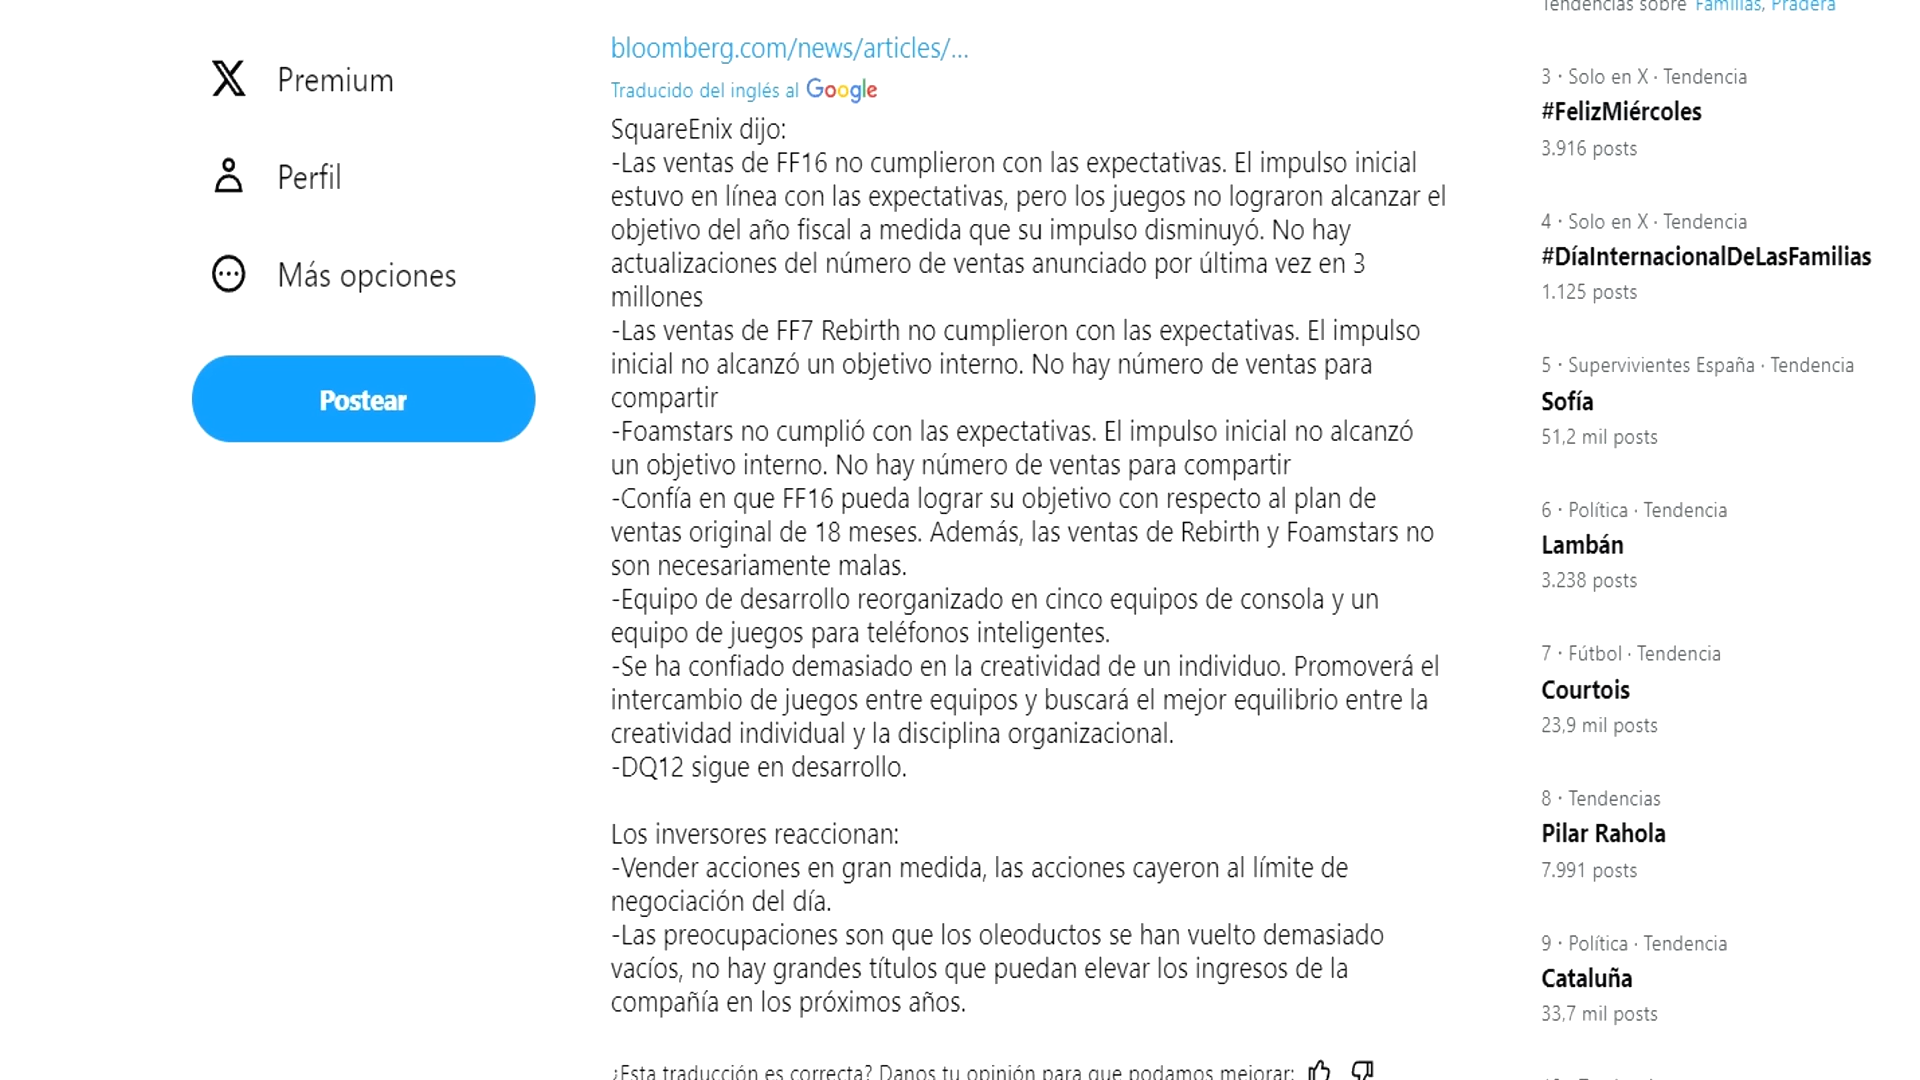 Premium
Perfil
Más opciones
Postear
bloomberg.com/news/articles/...
Traducido del inglés al Google
SquareEnix dijo:
-Las ventas de FF16 no cumplieron con las expectativas. El impulso inicial
estuvo en línea con las expectativas, pero los juegos no lograron alcanzar el
objetivo del año fiscal a medida que su impulso disminuyó. No hay
actualizaciones del número de ventas anunciado por última vez en 3
millones
-Las ventas de FF7 Rebirth no cumplieron con las expectativas. El impulso
inicial no alcanzó un objetivo interno. No hay número de ventas para
compartir
-Foamstars no cumplió con las expectativas. El impulso inicial no alcanzó
un objetivo interno. No hay número de ventas para compartir
-Confía en que FF16 pueda lograr su objetivo con respecto al plan de
ventas original de 18 meses. Además, las ventas de Rebirth y Foamstars no
son necesariamente malas.
-Equipo de desarrollo reorganizado en cinco equipos de consola y un
equipo de juegos para teléfonos inteligentes.
-Se ha confiado demasiado en la creatividad de un individuo. Promoverá el
intercambio de juegos entre equipos y buscará el mejor equilibrio entre la
creatividad individual y la disciplina organizacional.
-DQ12 sigue en desarrollo.
Los inversores reaccionan:
-Vender acciones en gran medida, las acciones cayeron al límite de
negociación del día.
-Las preocupaciones son que los oleoductos se han vuelto demasiado
vacíos, no hay grandes títulos que puedan elevar los ingresos de la
compañía en los próximos años.
¿Esta traducción es correcta? Danos tu opinión para que podamos mejorar:
Tendencias sobre Familias, Pradera
3 · Solo en X · Tendencia
#FelizMiércoles
3.916 posts
4 · Solo en X · Tendencia
#DíaInternacionalDeLasFamilias
1.125 posts
5 · Supervivientes España · Tendencia
Sofía
51,2 mil posts
6 · Política · Tendencia
Lambán
3.238 posts
7 · Fútbol · Tendencia
Courtois
23,9 mil posts
8 · Tendencias
Pilar Rahola
7.991 posts
9 · Política · Tendencia
Cataluña
33,7 mil posts